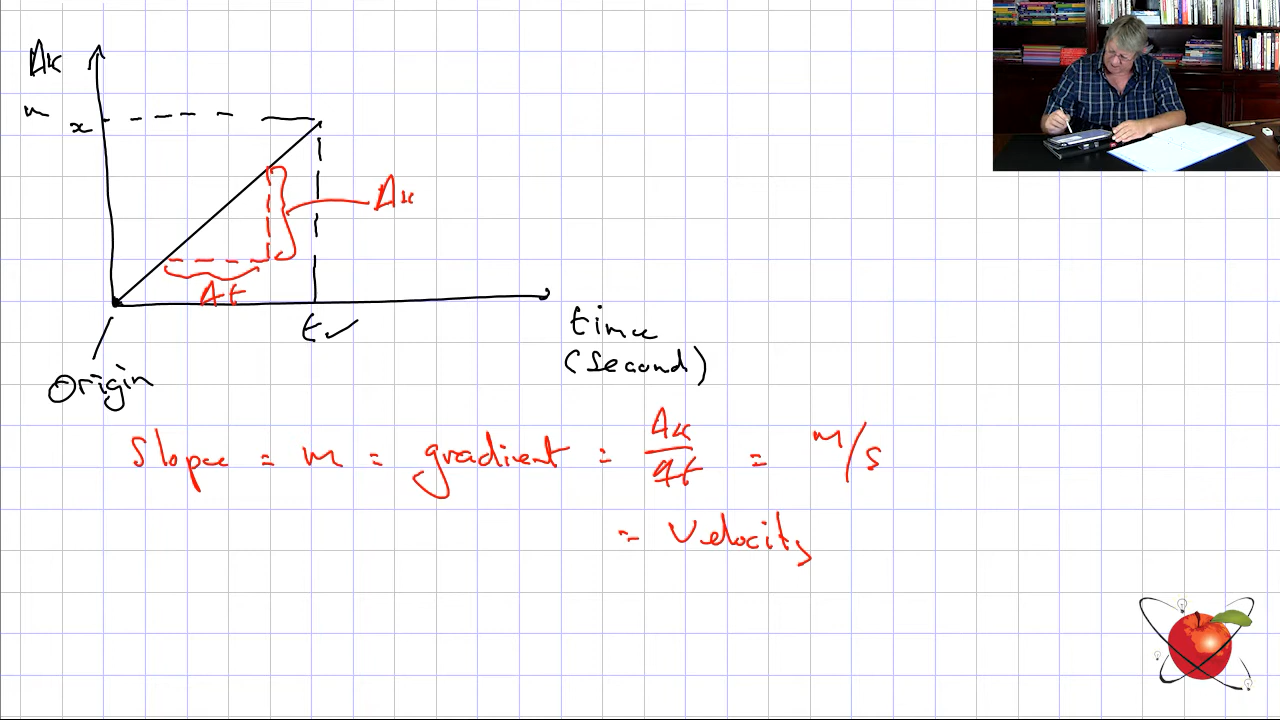 Δx
m
x
Δx
Δt
t
time
(second)
Origin
Slope = m = gradient = Δx/Δt = m/s
= Velocity